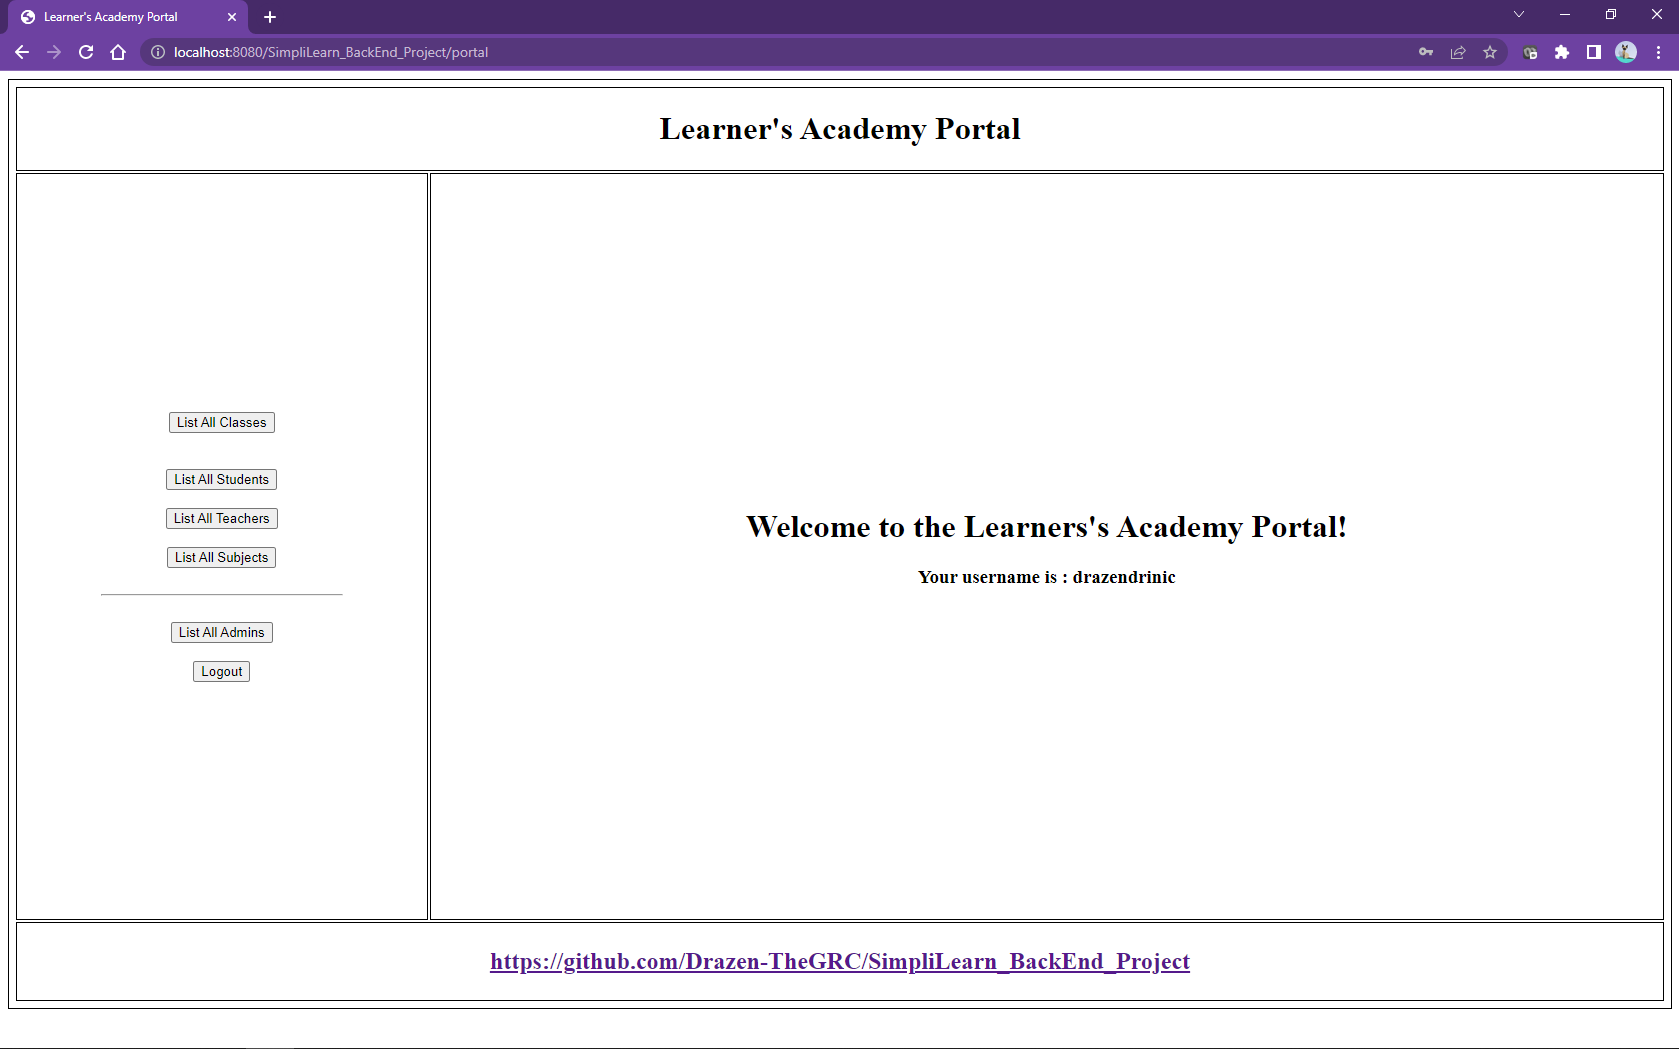 Learner's Academy Portal
localhost:8080/SimpliLearn_BackEnd_Project/portal
Learner's Academy Portal
List All Classes
List All Students
List All Teachers
List All Subjects
List All Admins
Logout
Welcome to the Learners's Academy Portal!
Your username is : drazendrinic
https://github.com/Drazen-TheGRC/SimpliLearn_BackEnd_Project